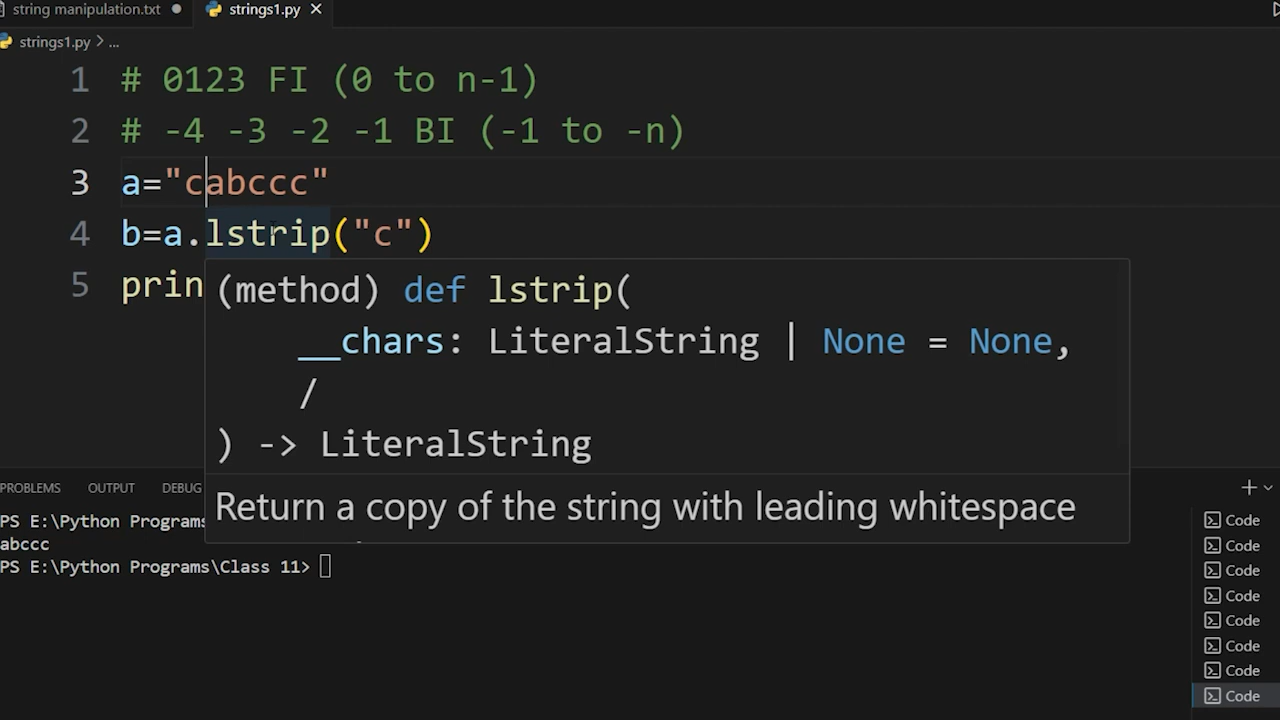 string manipulation.txt
strings1.py
strings1.py > ...
1 # 0123 FI (0 to n-1)
2 # -4 -3 -2 -1 BI (-1 to -n)
3 a="cabccc"
4 b=a.lstrip("c")
5 prin
(method) def lstrip(
__chars: LiteralString | None = None,
/
) -> LiteralString
Return a copy of the string with leading whitespace
PROBLEMS OUTPUT DEBUG
PS E:\Python Programs
abccc
PS E:\Python Programs\Class 11>
Code
Code
Code
Code
Code
Code
Code
Code